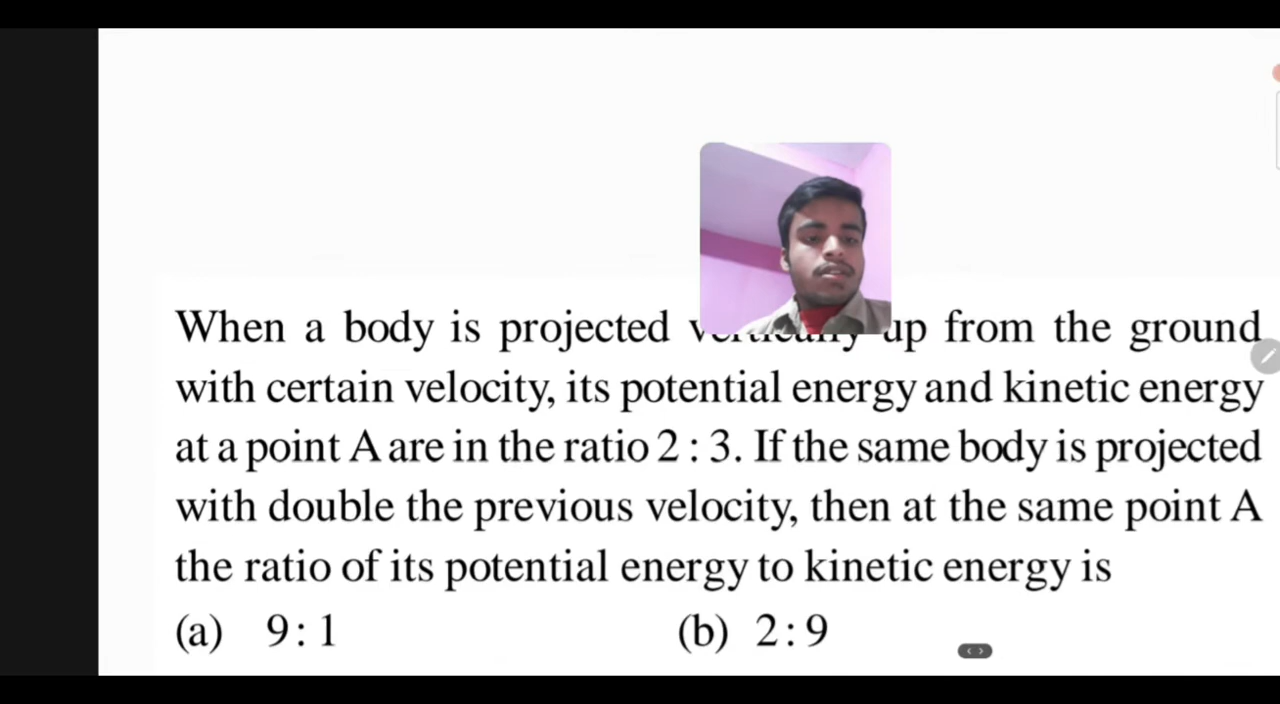 When a body is projected vertically up from the ground
with certain velocity, its potential energy and kinetic energy
at a point A are in the ratio 2 : 3. If the same body is projected
with double the previous velocity, then at the same point A
the ratio of its potential energy to kinetic energy is
(a) 9 : 1 (b) 2 : 9